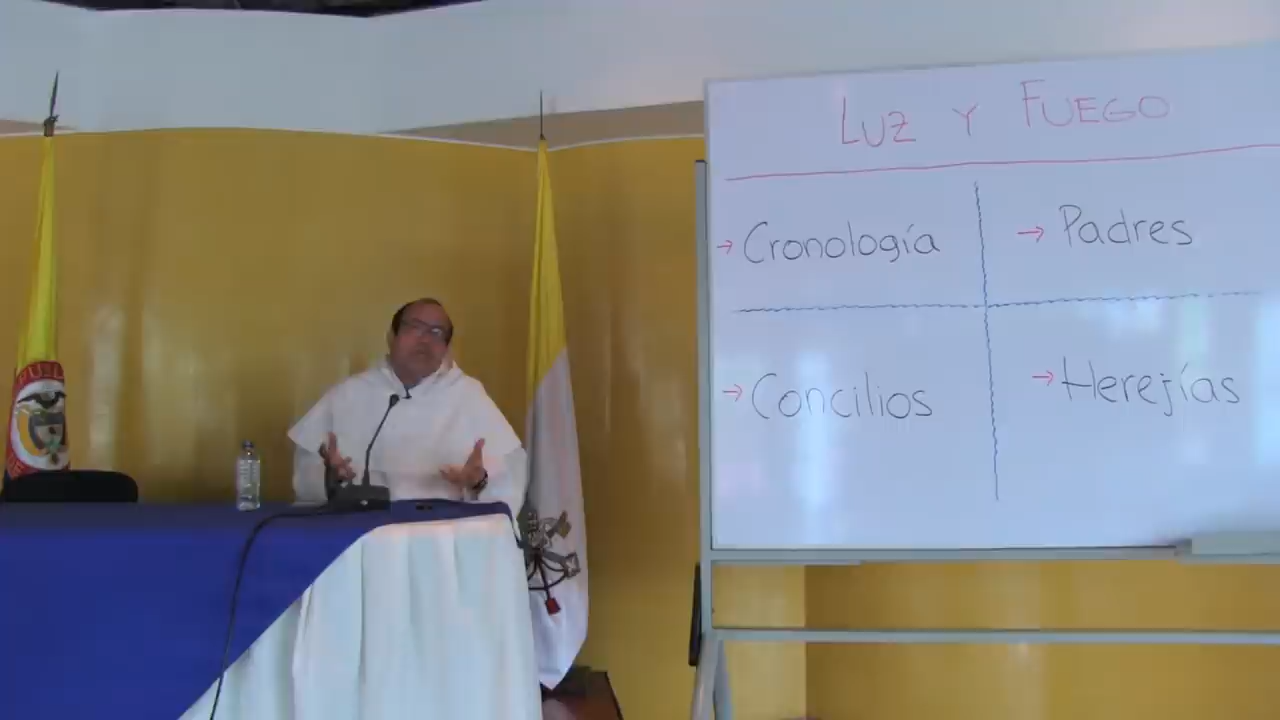 LUZ Y FUEGO
→ Cronología
→ Padres
→ Concilios
→ Herejías